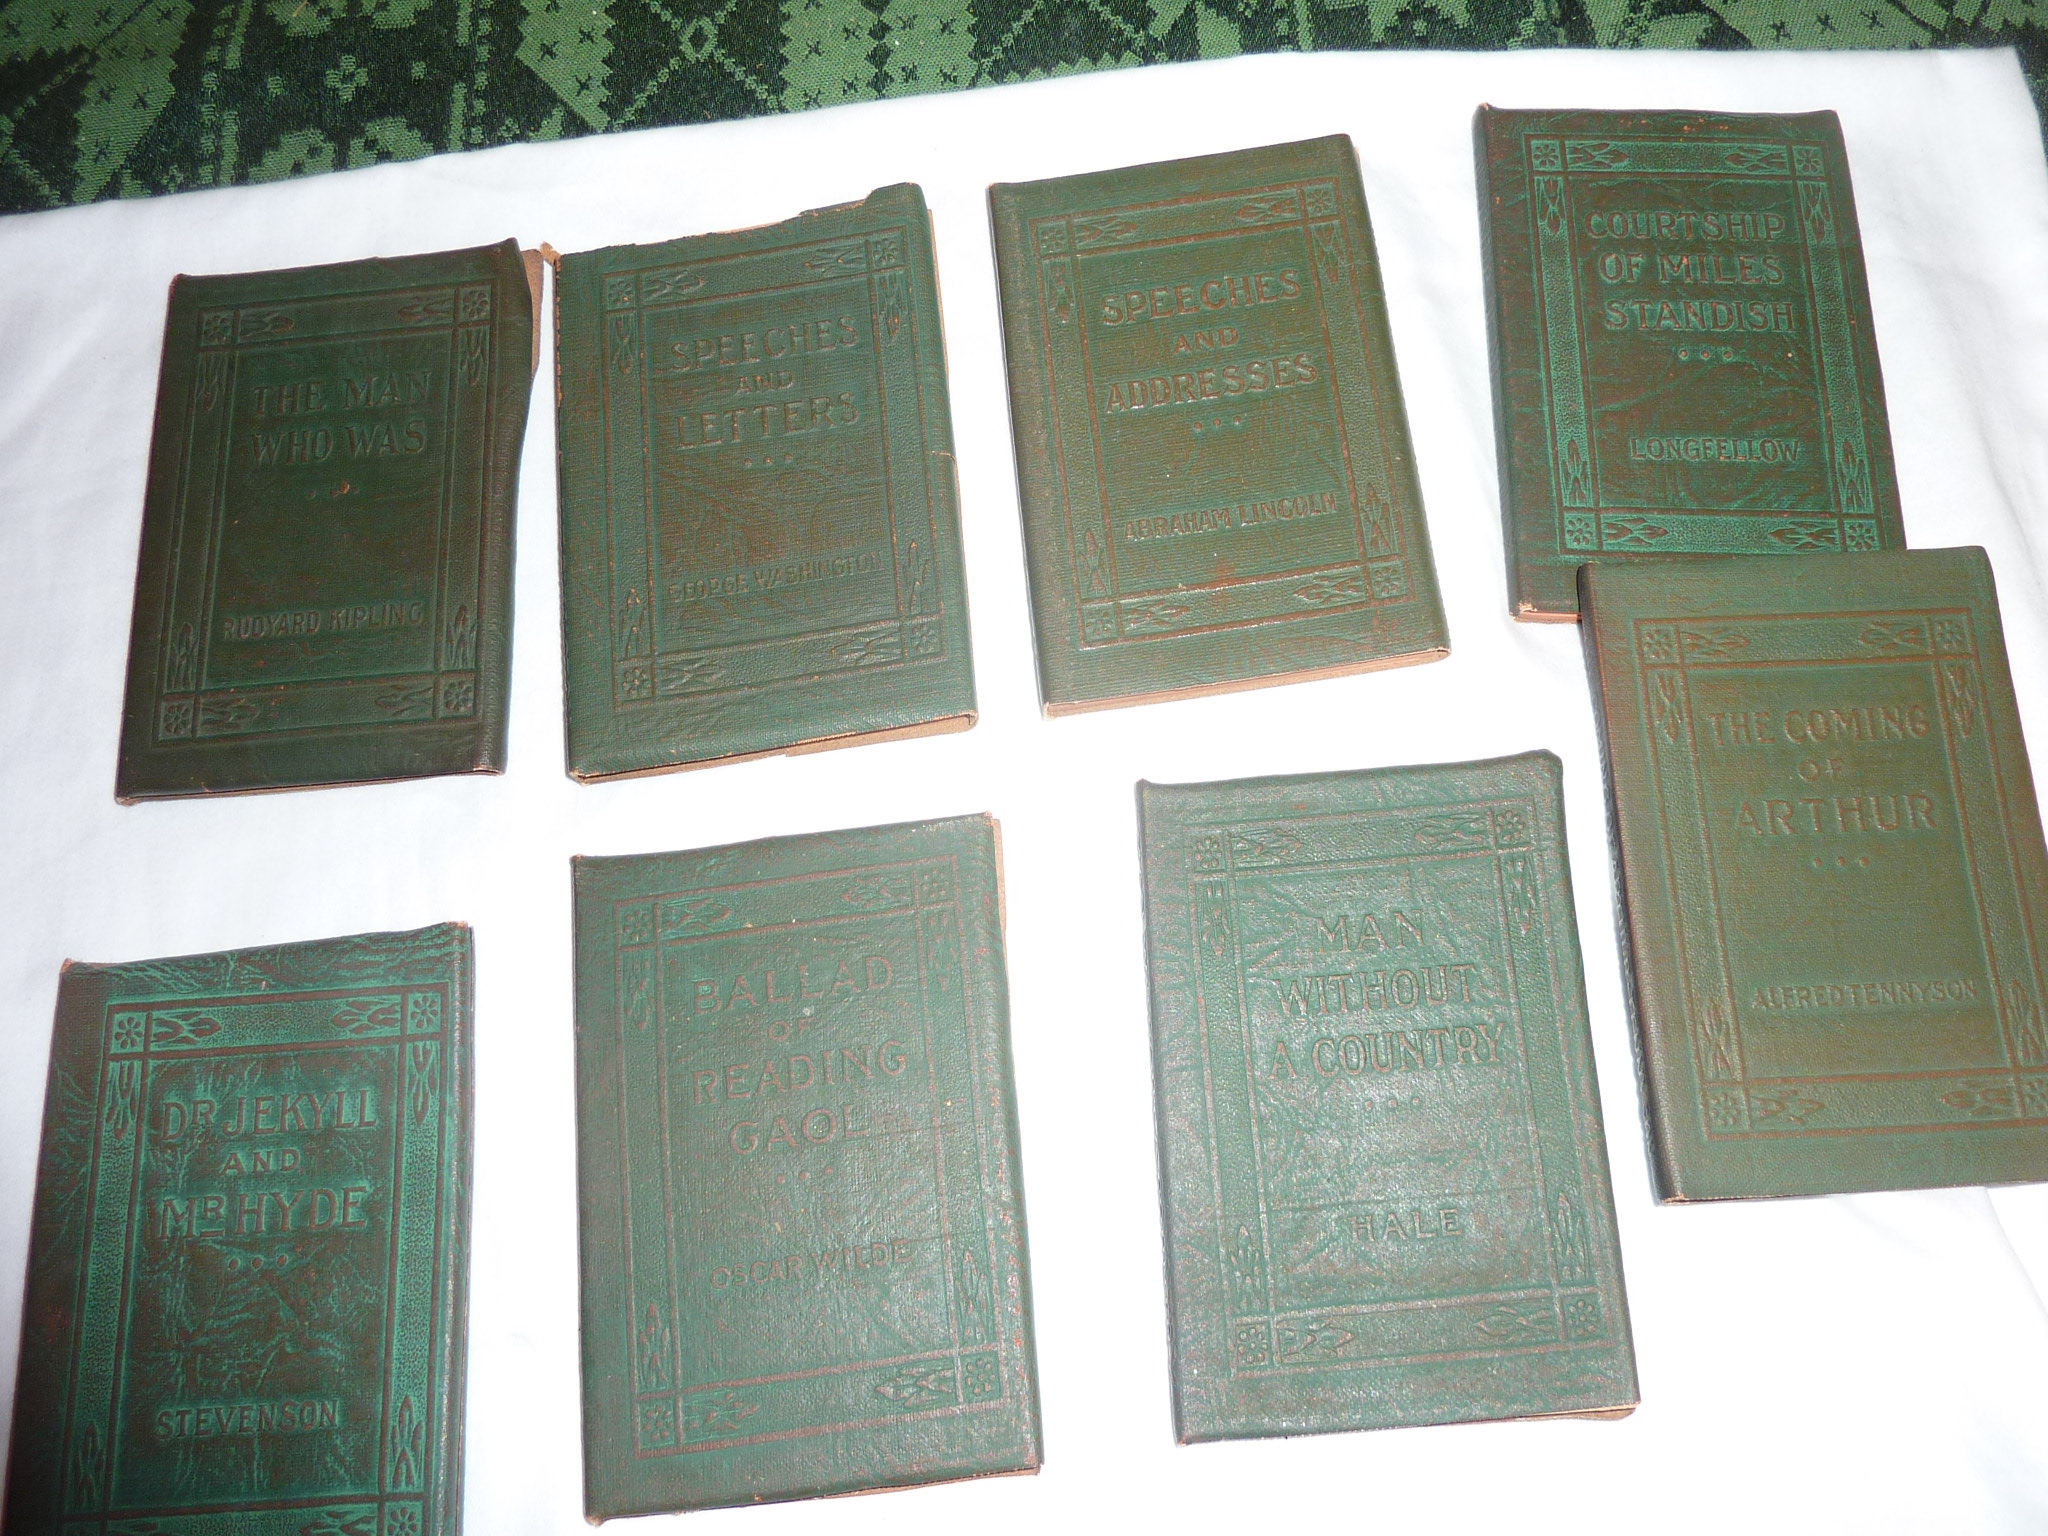 THE MAN
WHO WAS
RUDYARD KIPLING
SPEECHES
AND
LETTERS
GEORGE WASHINGTON
SPEECHES
AND
ADDRESSES
ABRAHAM LINCOLN
COURTSHIP
OF MILES
STANDISH
LONGFELLOW
DR JEKYLL
AND
MR HYDE
STEVENSON
BALLAD
OF
READING
GAOL
OSCAR WILDE
MAN
WITHOUT
A COUNTRY
HALE
THE COMING
OF
ARTHUR
ALFRED TENNYSON